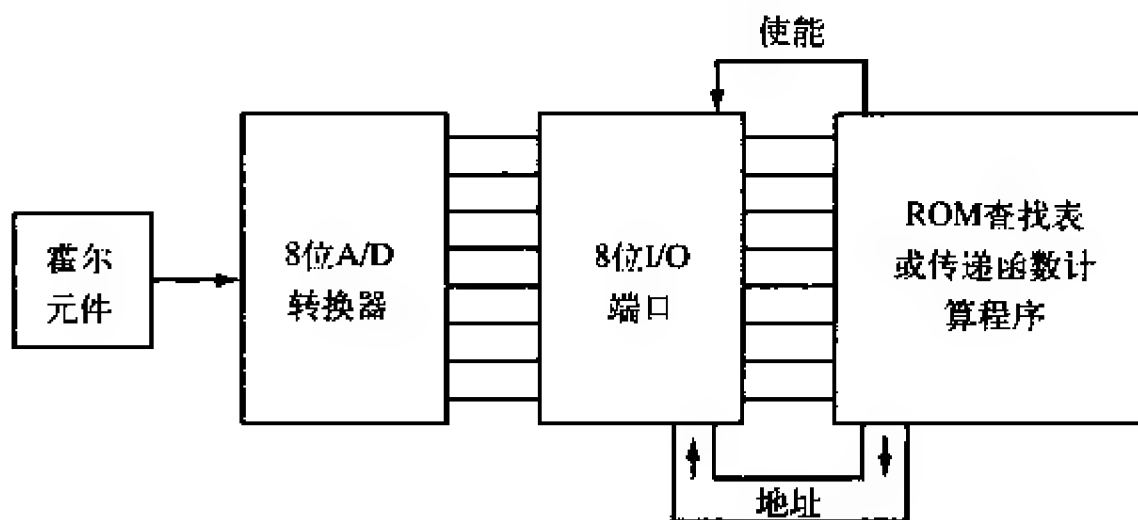 使能
霍尔
元件
8位A/D
转换器
8位I/O
端口
ROM查找表
或传递函数计
算程序
地址